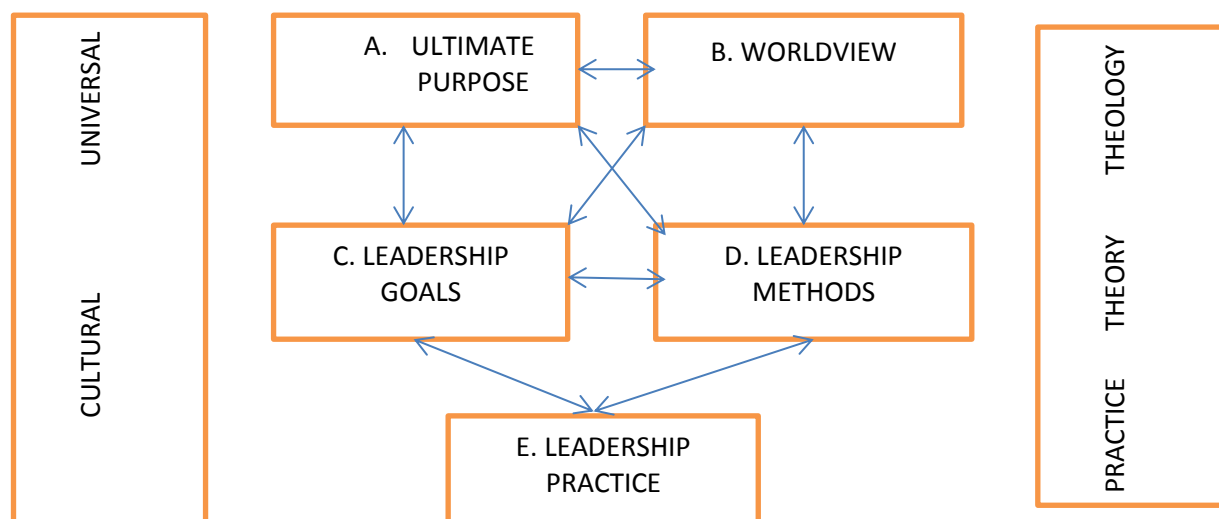 UNIVERSAL
CULTURAL
A. ULTIMATE
PURPOSE
B. WORLDVIEW
C. LEADERSHIP
GOALS
D. LEADERSHIP
METHODS
E. LEADERSHIP
PRACTICE
THEOLOGY
THEORY
PRACTICE